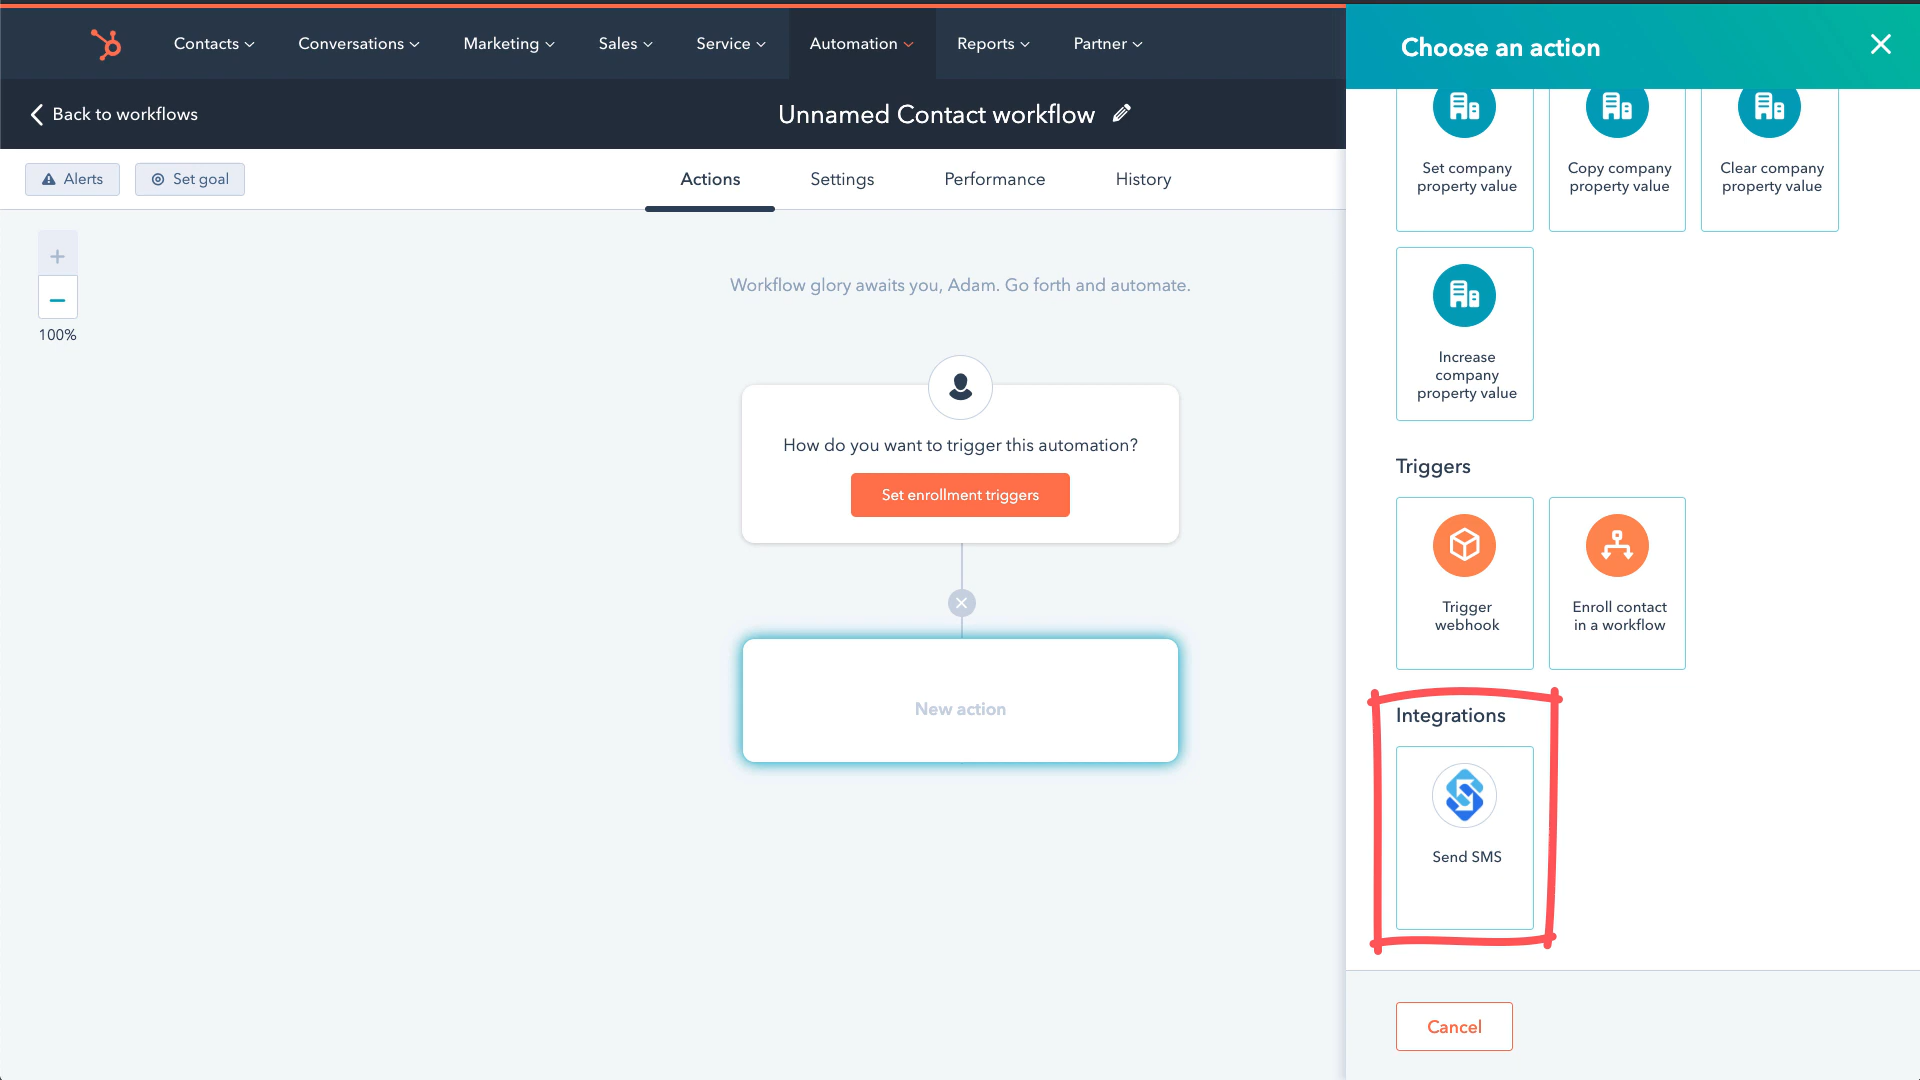 Contacts Conversations Marketing Sales Service Automation Reports Partner
Back to workflows
Unnamed Contact workflow
Alerts
Set goal
Actions Settings Performance History
100%
Workflow glory awaits you, Adam. Go forth and automate.
How do you want to trigger this automation?
Set enrollment triggers
New action
Choose an action
Set company
property value
Copy company
property value
Clear company
property value
Increase
company
property value
Triggers
Trigger
webhook
Enroll contact
in a workflow
Integrations
Send SMS
Cancel